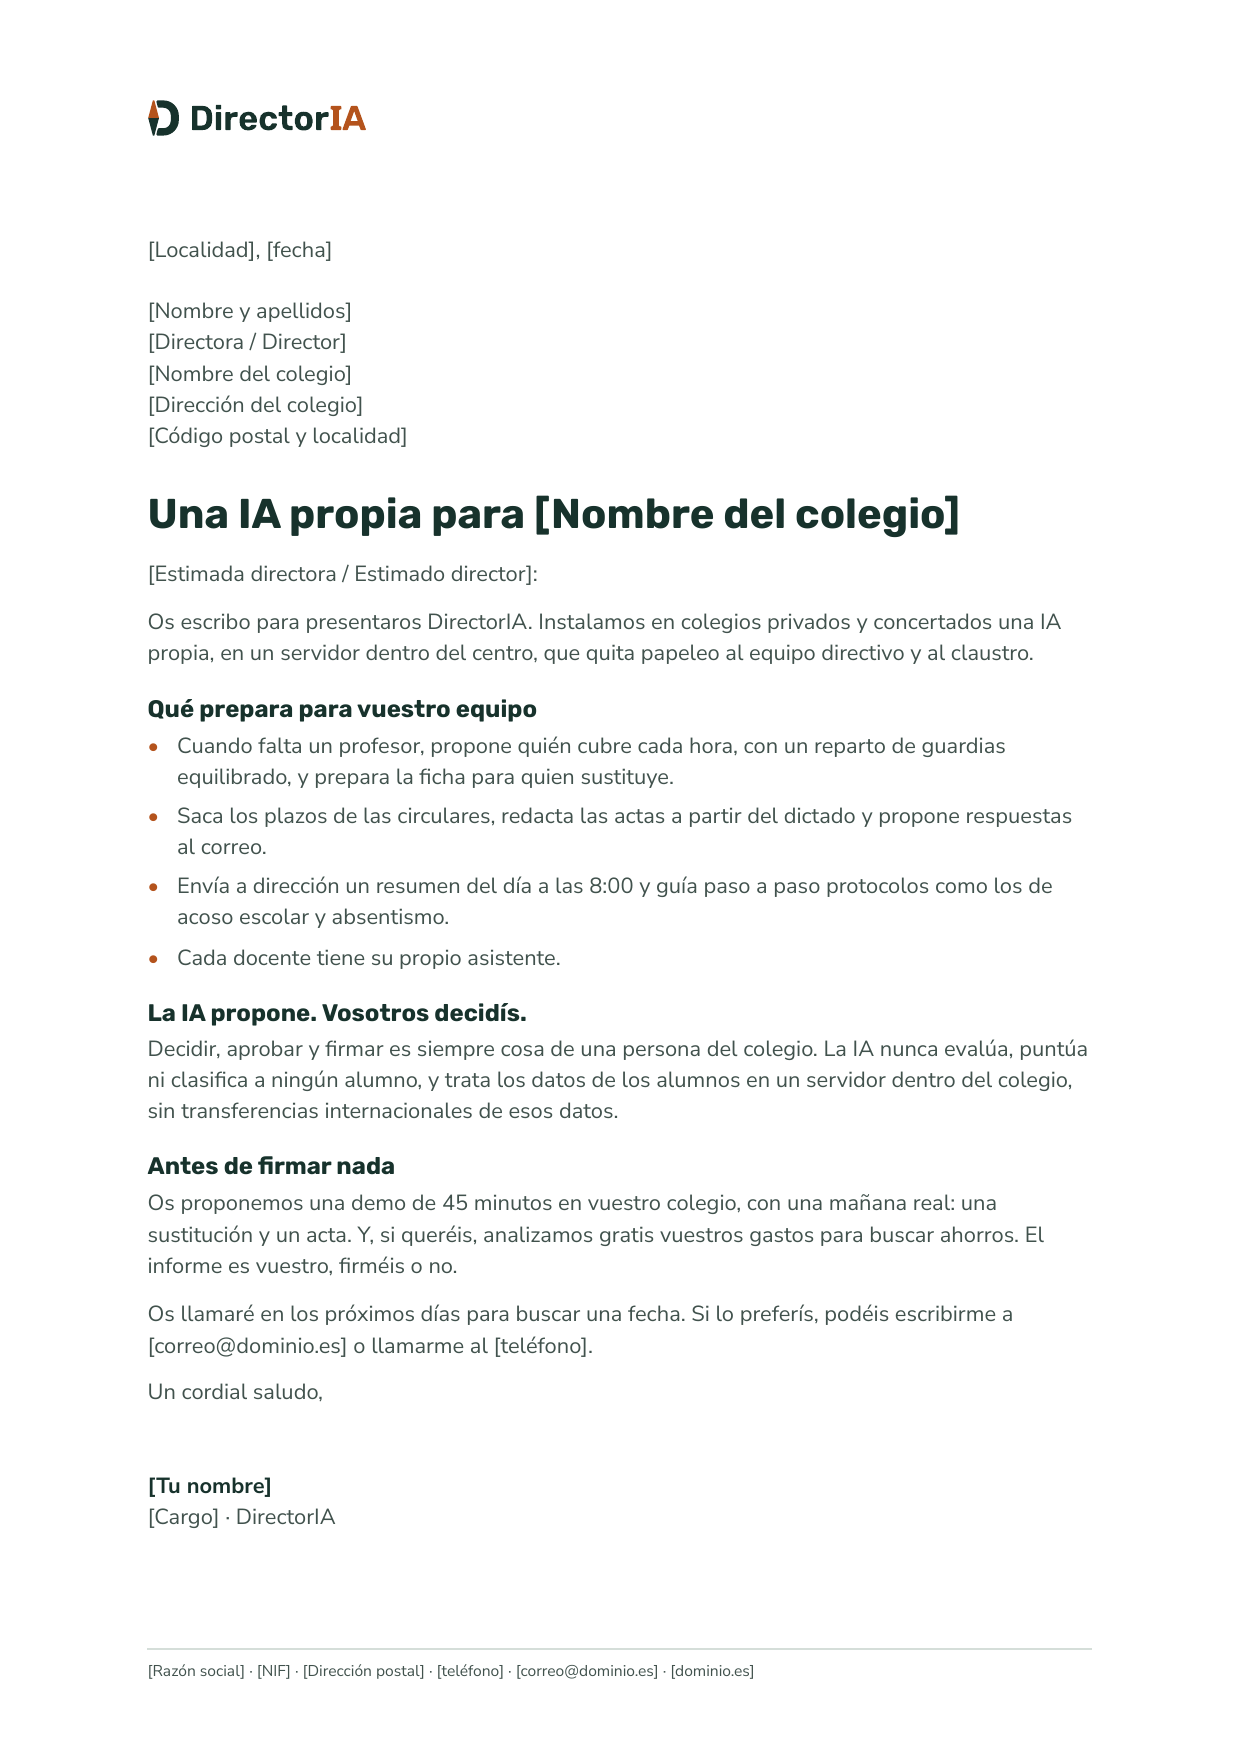 DirectorIA
[Localidad], [fecha]
[Nombre y apellidos]
[Directora / Director]
[Nombre del colegio]
[Dirección del colegio]
[Código postal y localidad]
Una IA propia para [Nombre del colegio]
[Estimada directora / Estimado director]:
Os escribo para presentaros DirectorIA. Instalamos en colegios privados y concertados una IA
propia, en un servidor dentro del centro, que quita papeleo al equipo directivo y al claustro.
Qué prepara para vuestro equipo
• Cuando falta un profesor, propone quién cubre cada hora, con un reparto de guardias
equilibrado, y prepara la ficha para quien sustituye.
• Saca los plazos de las circulares, redacta las actas a partir del dictado y propone respuestas
al correo.
• Envía a dirección un resumen del día a las 8:00 y guía paso a paso protocolos como los de
acoso escolar y absentismo.
• Cada docente tiene su propio asistente.
La IA propone. Vosotros decidís.
Decidir, aprobar y firmar es siempre cosa de una persona del colegio. La IA nunca evalúa, puntúa
ni clasifica a ningún alumno, y trata los datos de los alumnos en un servidor dentro del colegio,
sin transferencias internacionales de esos datos.
Antes de firmar nada
Os proponemos una demo de 45 minutos en vuestro colegio, con una mañana real: una
sustitución y un acta. Y, si queréis, analizamos gratis vuestros gastos para buscar ahorros. El
informe es vuestro, firméis o no.
Os llamaré en los próximos días para buscar una fecha. Si lo preferís, podéis escribirme a
[correo@dominio.es] o llamarme al [teléfono].
Un cordial saludo,
[Tu nombre]
[Cargo] · DirectorIA
[Razón social] · [NIF] · [Dirección postal] · [teléfono] · [correo@dominio.es] · [dominio.es]